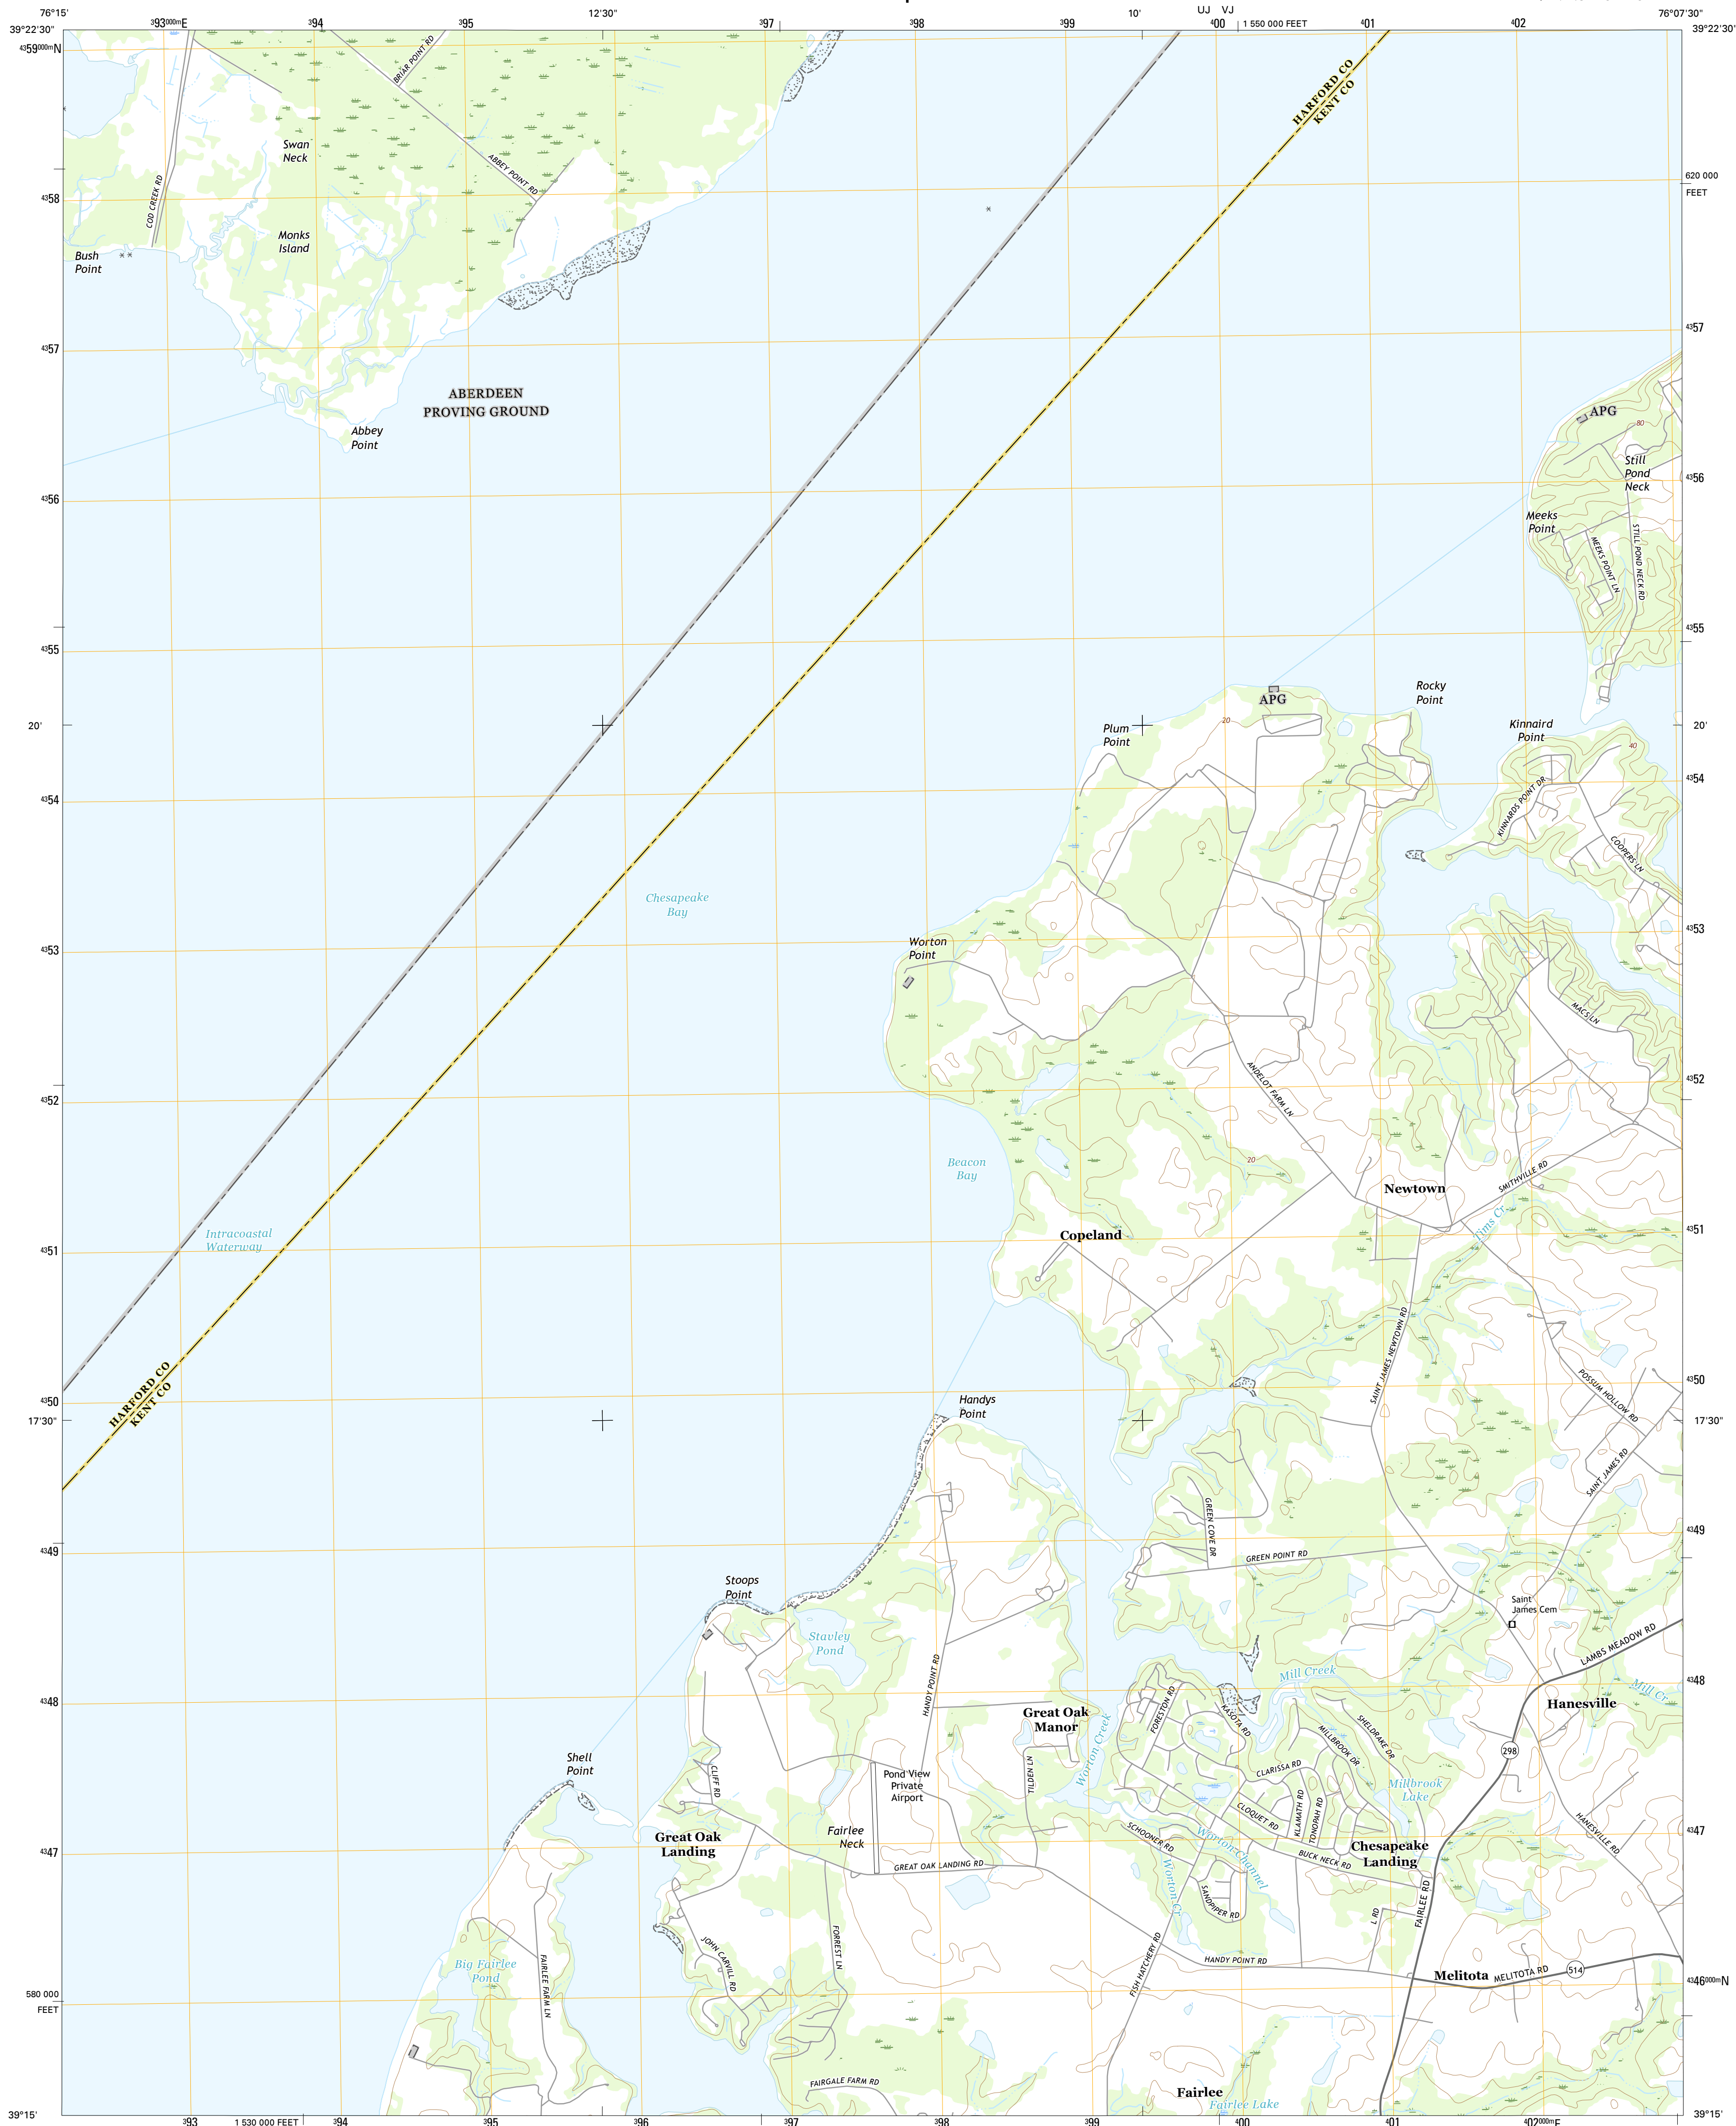 76°15'
³93⁰⁰⁰ᵐE
³94
³95
12'30"
³97
³98
³99
10'
UJ VJ
⁴00
1 550 000 FEET
⁴01
⁴02
76°07'30"
39°22'30"
39°22'30"
⁴³59⁰⁰⁰ᵐN
BRIAR POINT RD
HARFORD CO
KENT CO
Swan
Neck
ABBEY POINT RD
COD CREEK RD
⁴³58
620 000
FEET
Monks
Island
Bush
Point
⁴³57
⁴³57
ABERDEEN
PROVING GROUND
APG
80
Abbey
Point
Still
Pond
Neck
⁴³56
⁴³56
Meeks
Point
MEEKS POINT LN
STILL POND NECK RD
⁴³55
⁴³55
Rocky
Point
APG
20
20'
Plum
Point
Kinnaird
Point
20'
40
⁴³54
⁴³54
KINNARDS POINT DR
COOPERS LN
Chesapeake
Bay
⁴³53
⁴³53
Worton
Point
MACS LN
⁴³52
⁴³52
ANDELOT FARM LN
Beacon
Bay
20
SMITHVILLE RD
Newtown
Tims Cr
Copeland
Intracoastal
Waterway
⁴³51
⁴³51
SAINT JAMES NEWTOWN RD
HARFORD CO
KENT CO
POSSUM HOLLOW RD
⁴³50
⁴³50
17'30"
Handys
Point
17'30"
SAINT JAMES RD
GREEN COVE DR
⁴³49
⁴³49
GREEN POINT RD
Stoops
Point
Saint
James Cem
Stavley
Pond
LAMBS MEADOW RD
HANDY POINT RD
Mill Creek
Mill Cr
⁴³48
⁴³48
Hanesville
Great Oak
Manor
FORESTON RD
KASOTA RD
MILLBROOK DR
SHELDRAKE DR
298
Worton Creek
Shell
Point
CLIFF RD
Pond View
Private
Airport
TILDEN LN
CLARISSA RD
Millbrook
Lake
CLOQUET RD
KLAMATH RD
TONOPAH RD
HANESVILLE RD
Fairlee
Neck
Great Oak
Landing
SCHOONER RD
Worton Channel
Chesapeake
Landing
⁴³47
⁴³47
GREAT OAK LANDING RD
BUCK NECK RD
Worton Cr
SANDPIPER RD
L RD
FAIRLEE RD
JOHN CARVILL RD
FORREST LN
FISH HATCHERY RD
HANDY POINT RD
Big Fairlee
Pond
FAIRLEE FARM LN
Melitota
MELITOTA RD
514
⁴³46⁰⁰⁰ᵐN
580 000
FEET
FAIRGALE FARM RD
Fairlee
Fairlee Lake
39°15'
39°15'
³93
1 530 000 FEET
³94
³95
³96
³97
³98
³99
⁴00
⁴01
⁴02⁰⁰⁰ᵐE